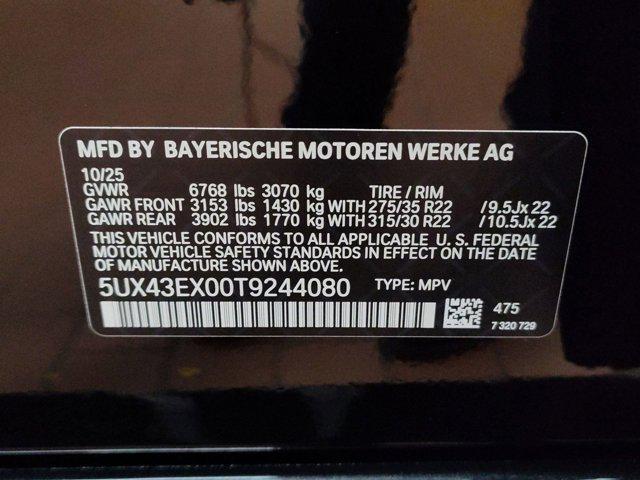 MFD BY BAYERISCHE MOTOREN WERKE AG
10/25
GVWR 6768 lbs 3070 kg TIRE / RIM
GAWR FRONT 3153 lbs 1430 kg WITH 275/35 R22 /9.5Jx22
GAWR REAR 3902 lbs 1770 kg WITH 315/30 R22 /10.5Jx22
THIS VEHICLE CONFORMS TO ALL APPLICABLE U. S. FEDERAL
MOTOR VEHICLE SAFETY STANDARDS IN EFFECT ON THE DATE
OF MANUFACTURE SHOWN ABOVE.
5UX43EX00T9244080 TYPE: MPV
475
7 320 729